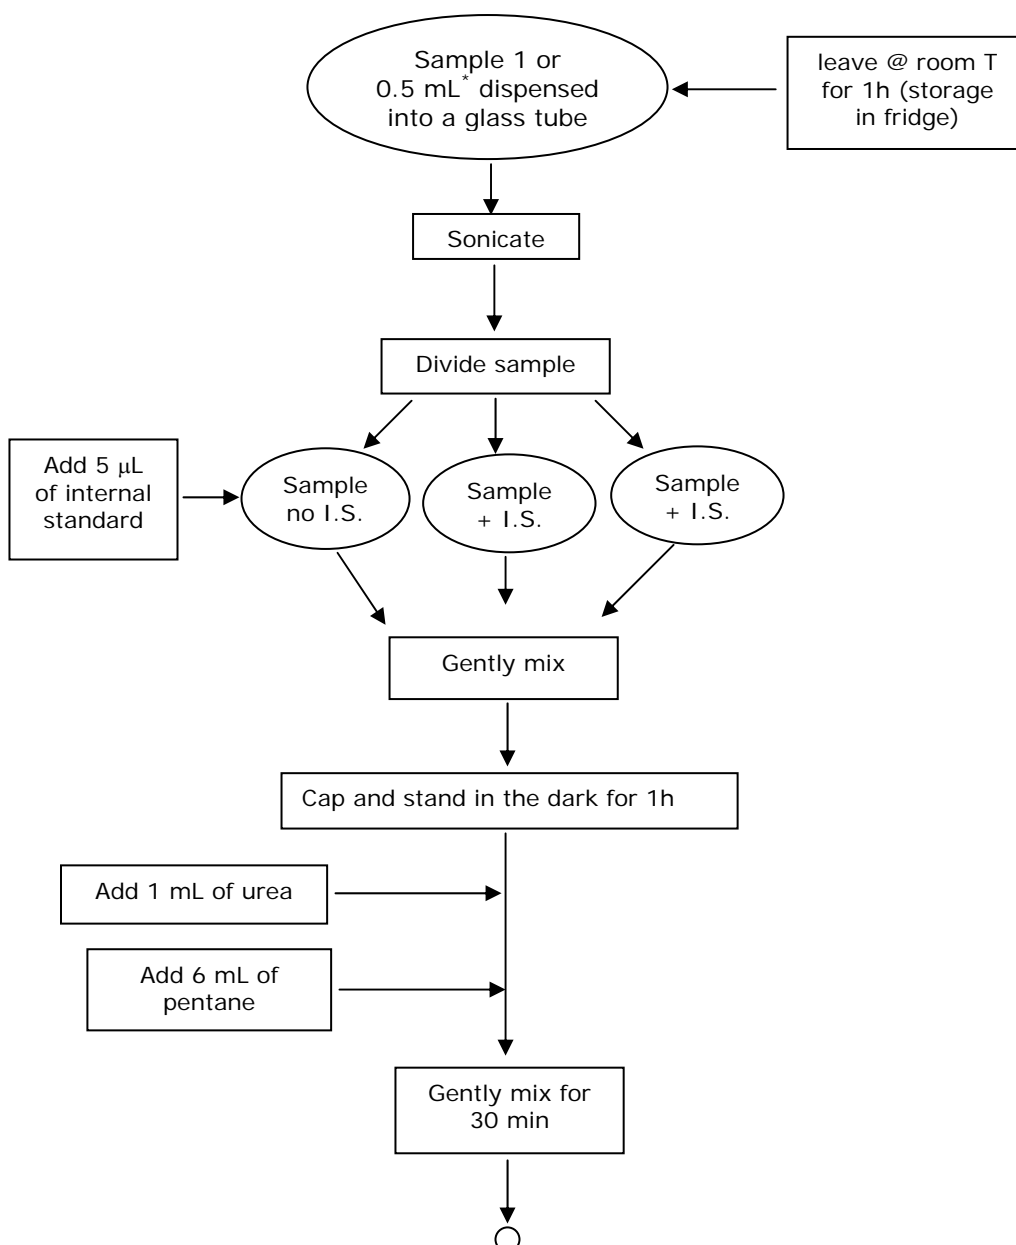 Sample 1 or
0.5 mL* dispensed
into a glass tube
leave @ room T
for 1h (storage
in fridge)
Sonicate
Divide sample
Add 5 μL
of internal
standard
Sample
no I.S.
Sample
+ I.S.
Sample
+ I.S.
Gently mix
Cap and stand in the dark for 1h
Add 1 mL of urea
Add 6 mL of
pentane
Gently mix for
30 min